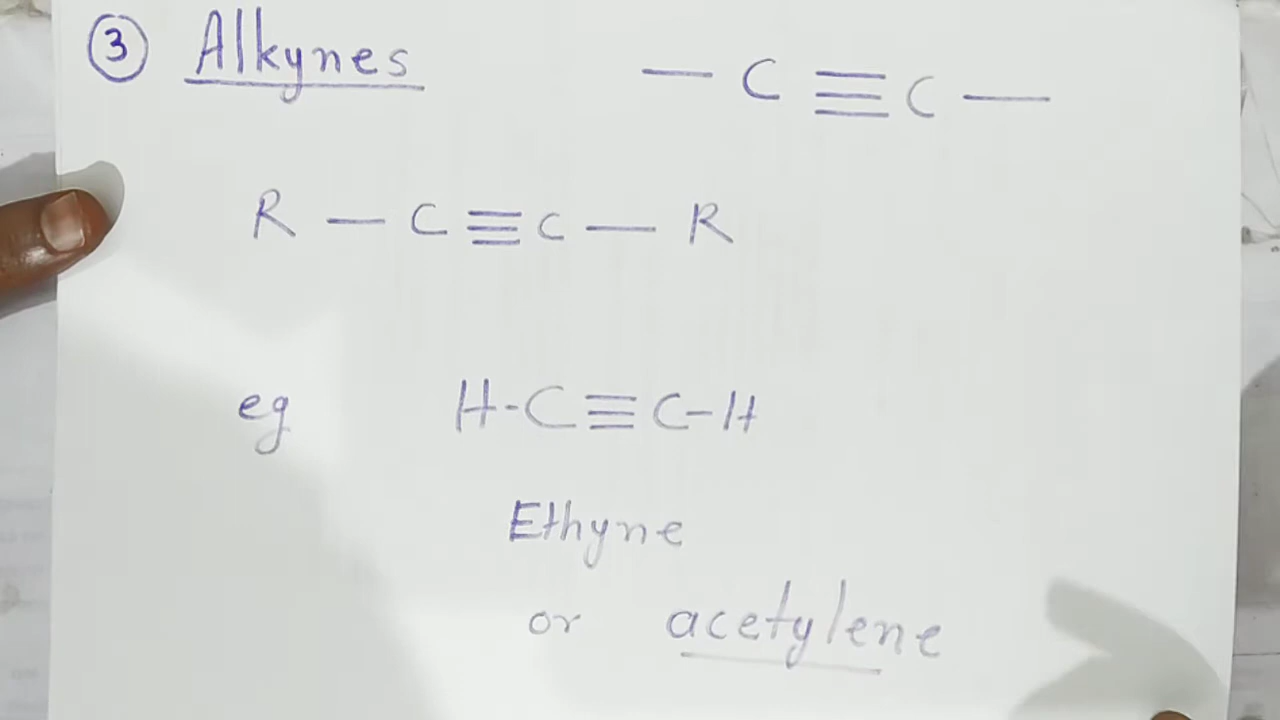 ③ Alkynes — C ≡ C —
R — C ≡ C — R
eg H-C≡C-H
Ethyne
or acetylene